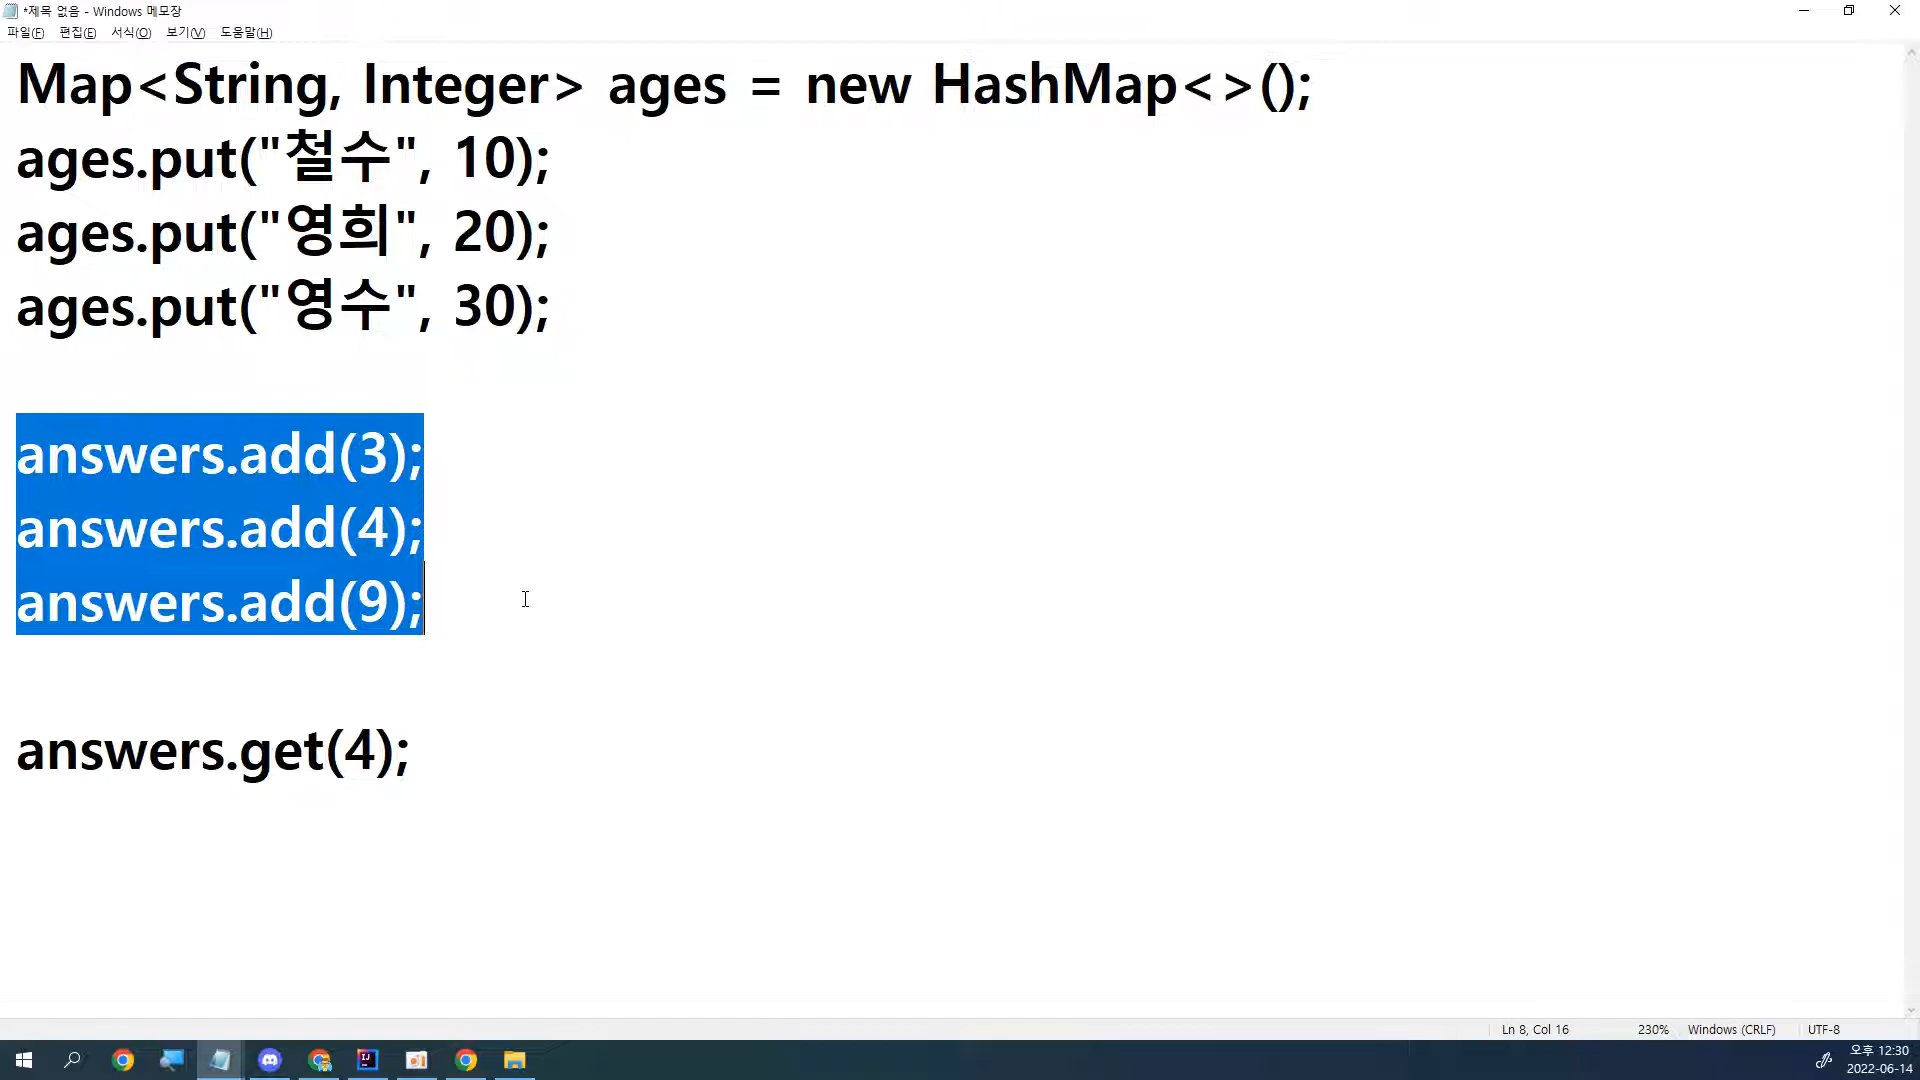 *제목 없음 - Windows 메모장
파일(F) 편집(E) 서식(O) 보기(V) 도움말(H)
Map<String, Integer> ages = new HashMap<>();
ages.put("철수", 10);
ages.put("영희", 20);
ages.put("영수", 30);
answers.add(3);
answers.add(4);
answers.add(9);
answers.get(4);
Ln 8, Col 16 230% Windows (CRLF) UTF-8
오후 12:30
2022-06-14